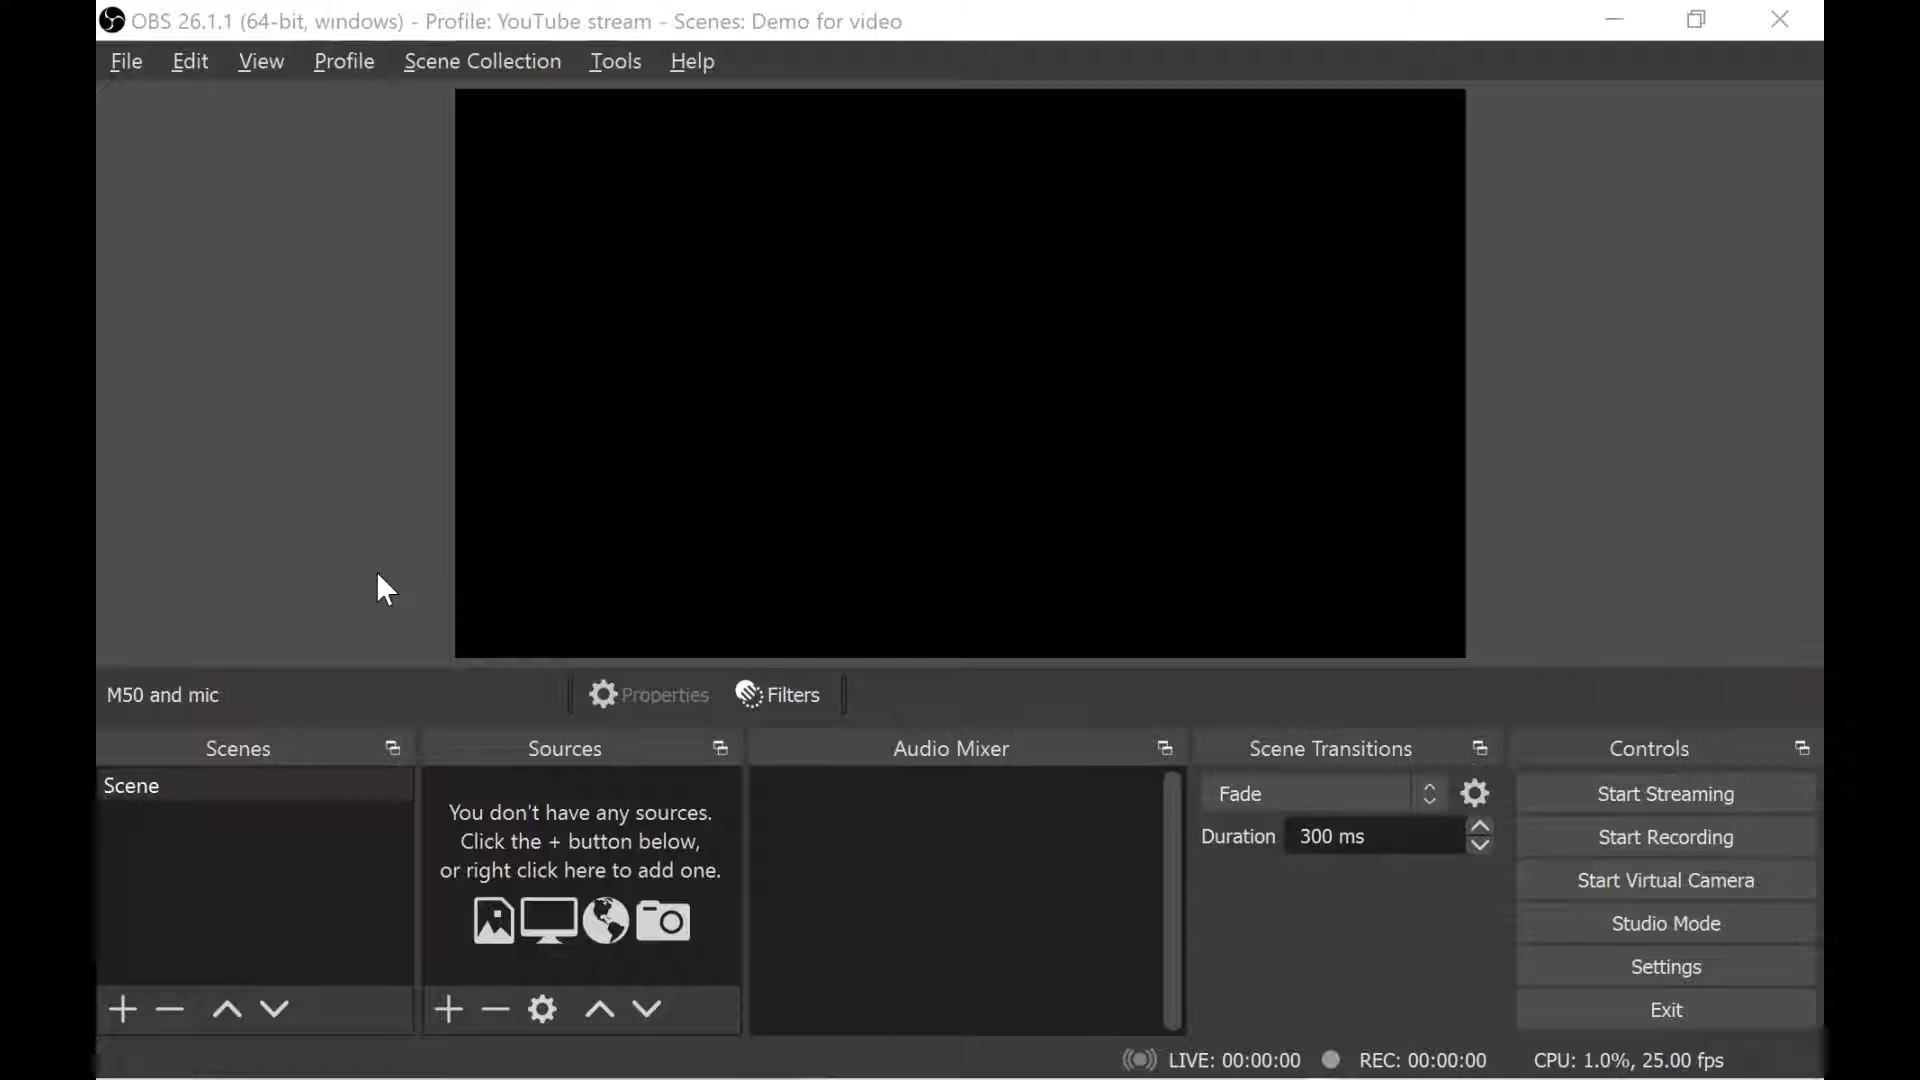 OBS 26.1.1 (64-bit, windows) - Profile: YouTube stream - Scenes: Demo for video
File Edit View Profile Scene Collection Tools Help
M50 and mic Properties Filters
Scenes Sources Audio Mixer Scene Transitions Controls
Scene
You don't have any sources.
Click the + button below,
or right click here to add one.
Fade
Duration 300 ms
Start Streaming
Start Recording
Start Virtual Camera
Studio Mode
Settings
Exit
LIVE: 00:00:00 REC: 00:00:00 CPU: 1.0%, 25.00 fps